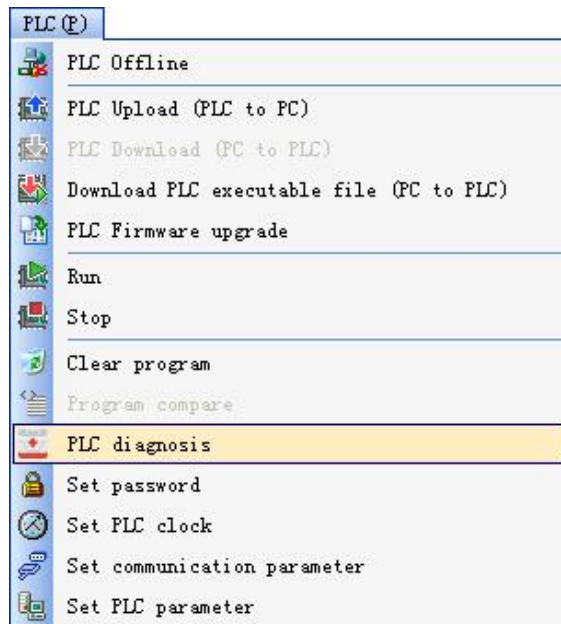 PLC (P)
PLC Offline
PLC Upload (PLC to PC)
PLC Download (PC to PLC)
Download PLC executable file (PC to PLC)
PLC Firmware upgrade
Run
Stop
Clear program
Program compare
PLC diagnosis
Set password
Set PLC clock
Set communication parameter
Set PLC parameter